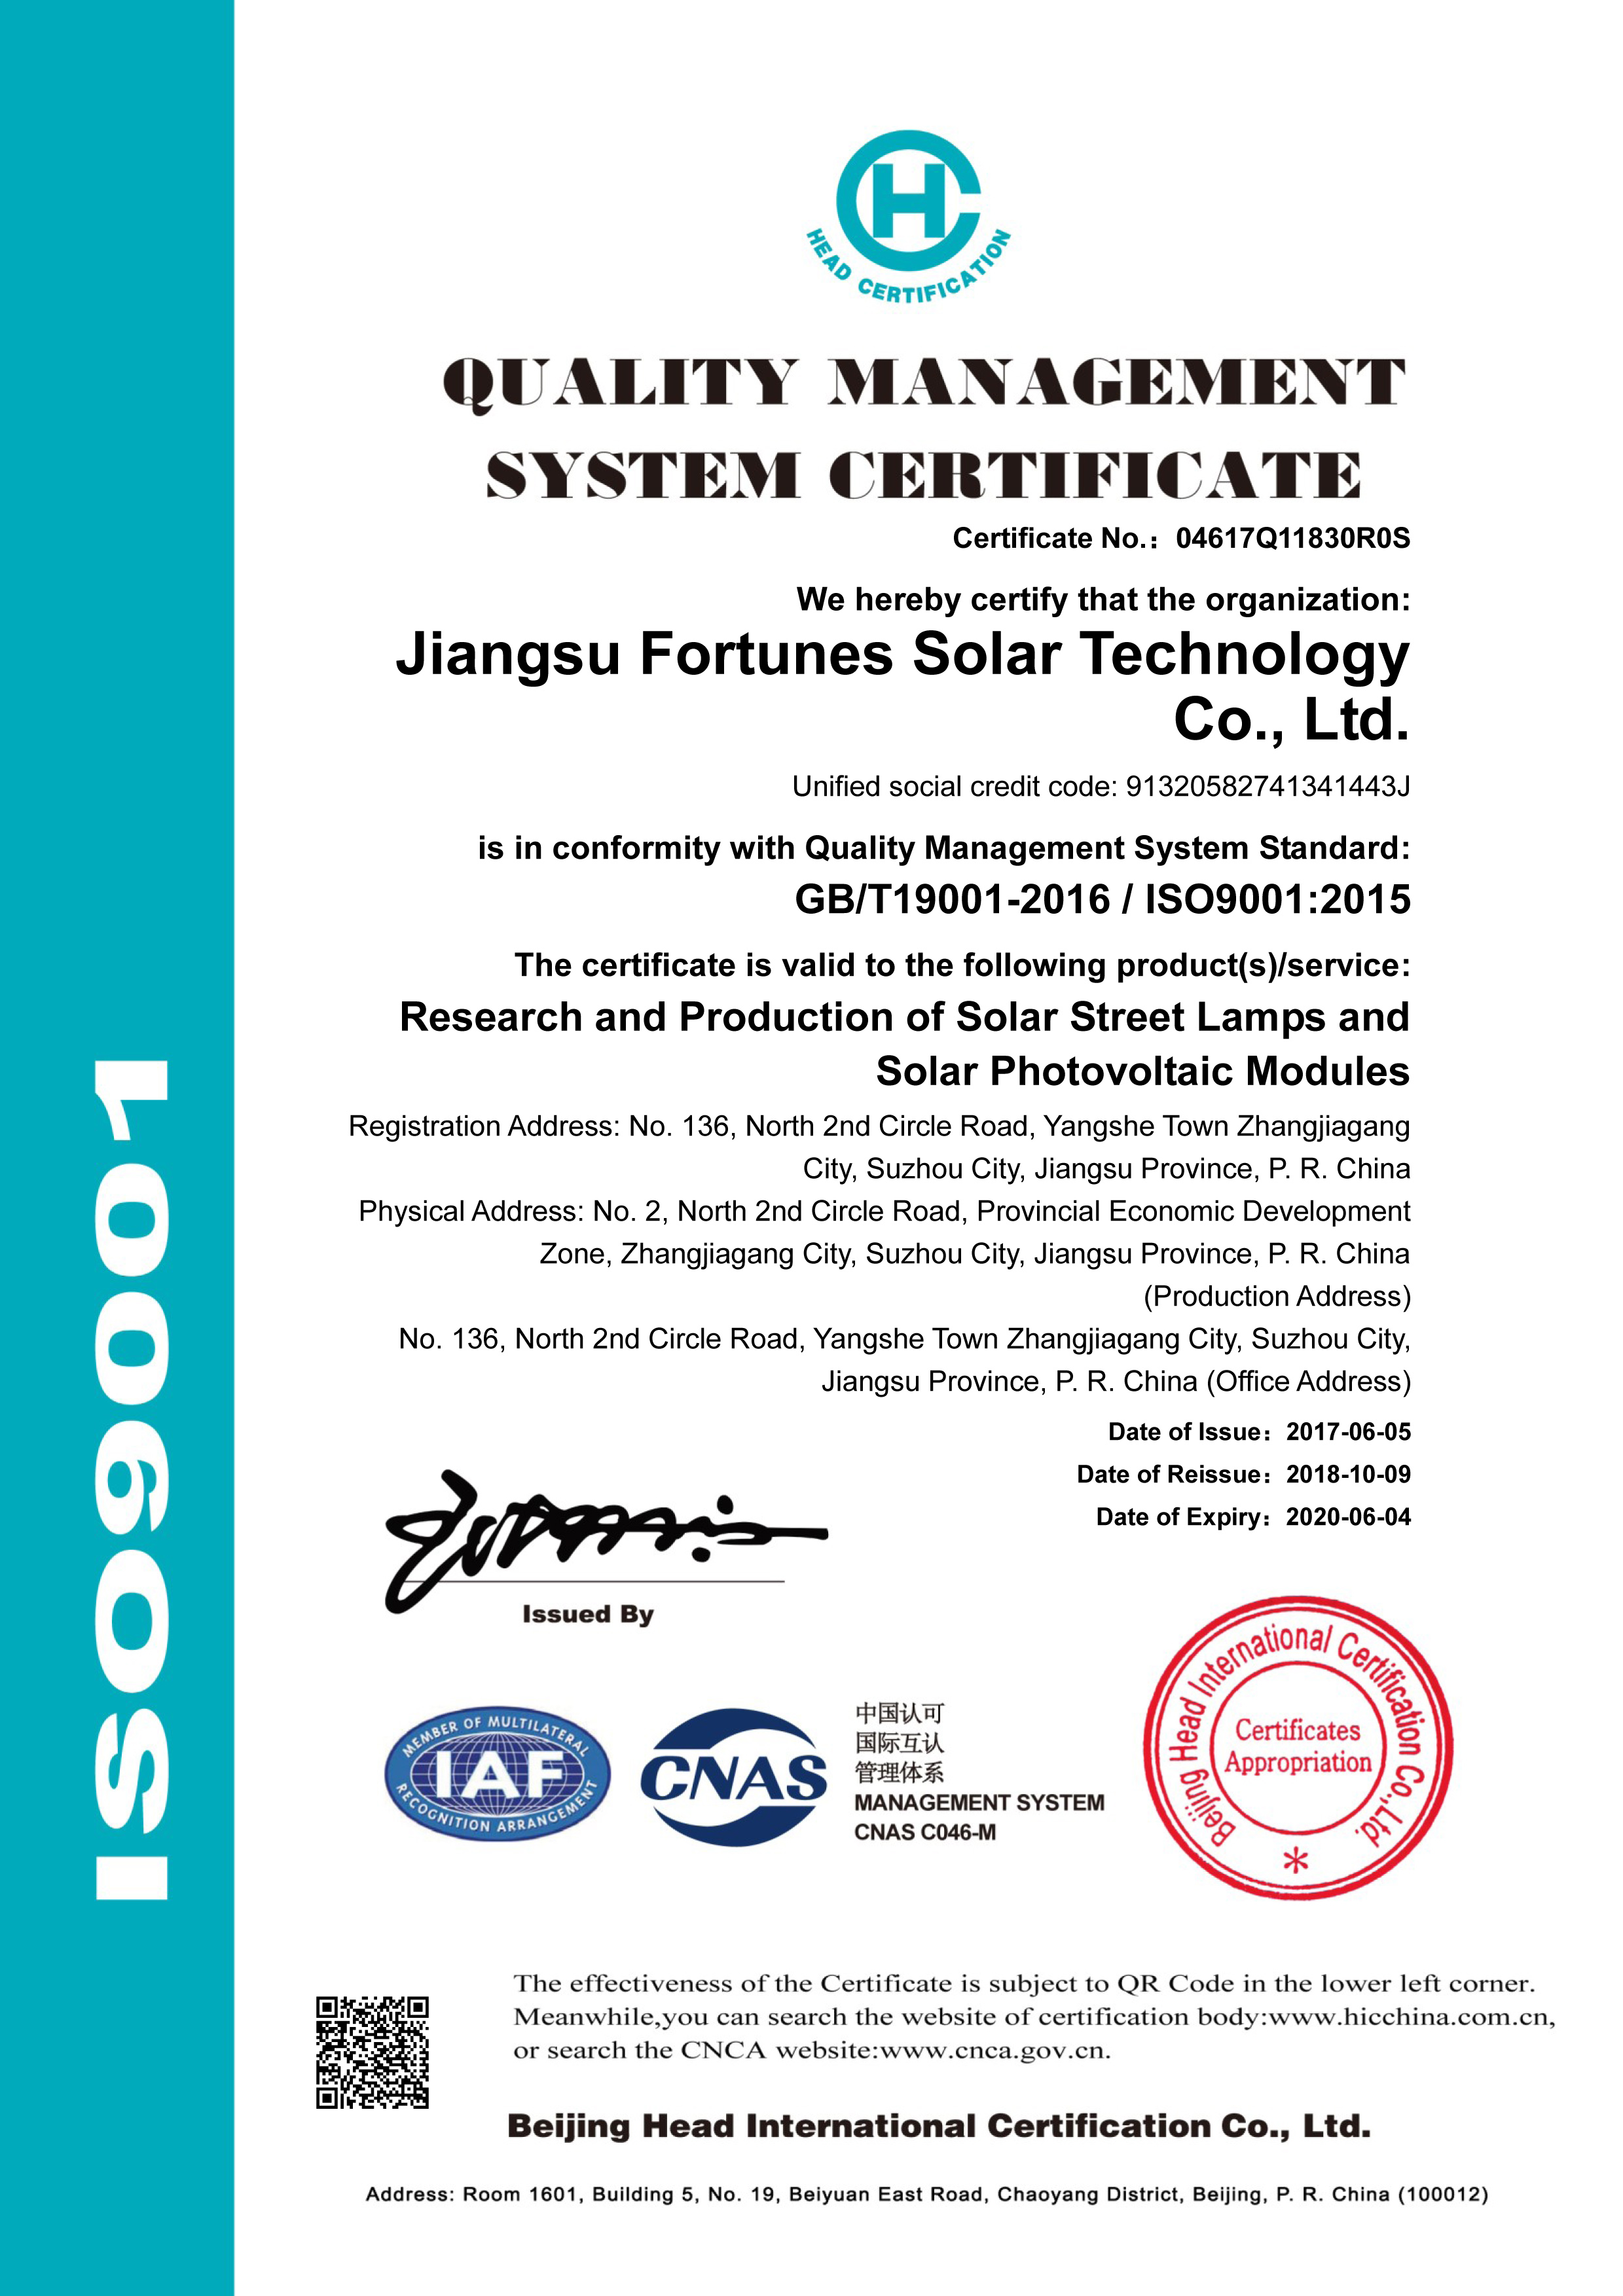 ISO9001
HC
HEAD CERTIFICATION
QUALITY MANAGEMENT
SYSTEM CERTIFICATE
Certificate No.：04617Q11830R0S
We hereby certify that the organization:
Jiangsu Fortunes Solar Technology
Co., Ltd.
Unified social credit code: 91320582741341443J
is in conformity with Quality Management System Standard:
GB/T19001-2016 / ISO9001:2015
The certificate is valid to the following product(s)/service:
Research and Production of Solar Street Lamps and
Solar Photovoltaic Modules
Registration Address: No. 136, North 2nd Circle Road, Yangshe Town Zhangjiagang
City, Suzhou City, Jiangsu Province, P. R. China
Physical Address: No. 2, North 2nd Circle Road, Provincial Economic Development
Zone, Zhangjiagang City, Suzhou City, Jiangsu Province, P. R. China
(Production Address)
No. 136, North 2nd Circle Road, Yangshe Town Zhangjiagang City, Suzhou City,
Jiangsu Province, P. R. China (Office Address)
Date of Issue：2017-06-05
Date of Reissue：2018-10-09
Date of Expiry：2020-06-04
Issued By
MEMBER OF MULTILATERAL
IAF
RECOGNITION ARRANGEMENT
CNAS
中国认可
国际互认
管理体系
MANAGEMENT SYSTEM
CNAS C046-M
Beijing Head International Certification Co.,Ltd.
Certificates
Appropriation
The effectiveness of the Certificate is subject to QR Code in the lower left corner.
Meanwhile,you can search the website of certification body:www.hicchina.com.cn,
or search the CNCA website:www.cnca.gov.cn.
Beijing Head International Certification Co., Ltd.
Address: Room 1601, Building 5, No. 19, Beiyuan East Road, Chaoyang District, Beijing, P. R. China (100012)